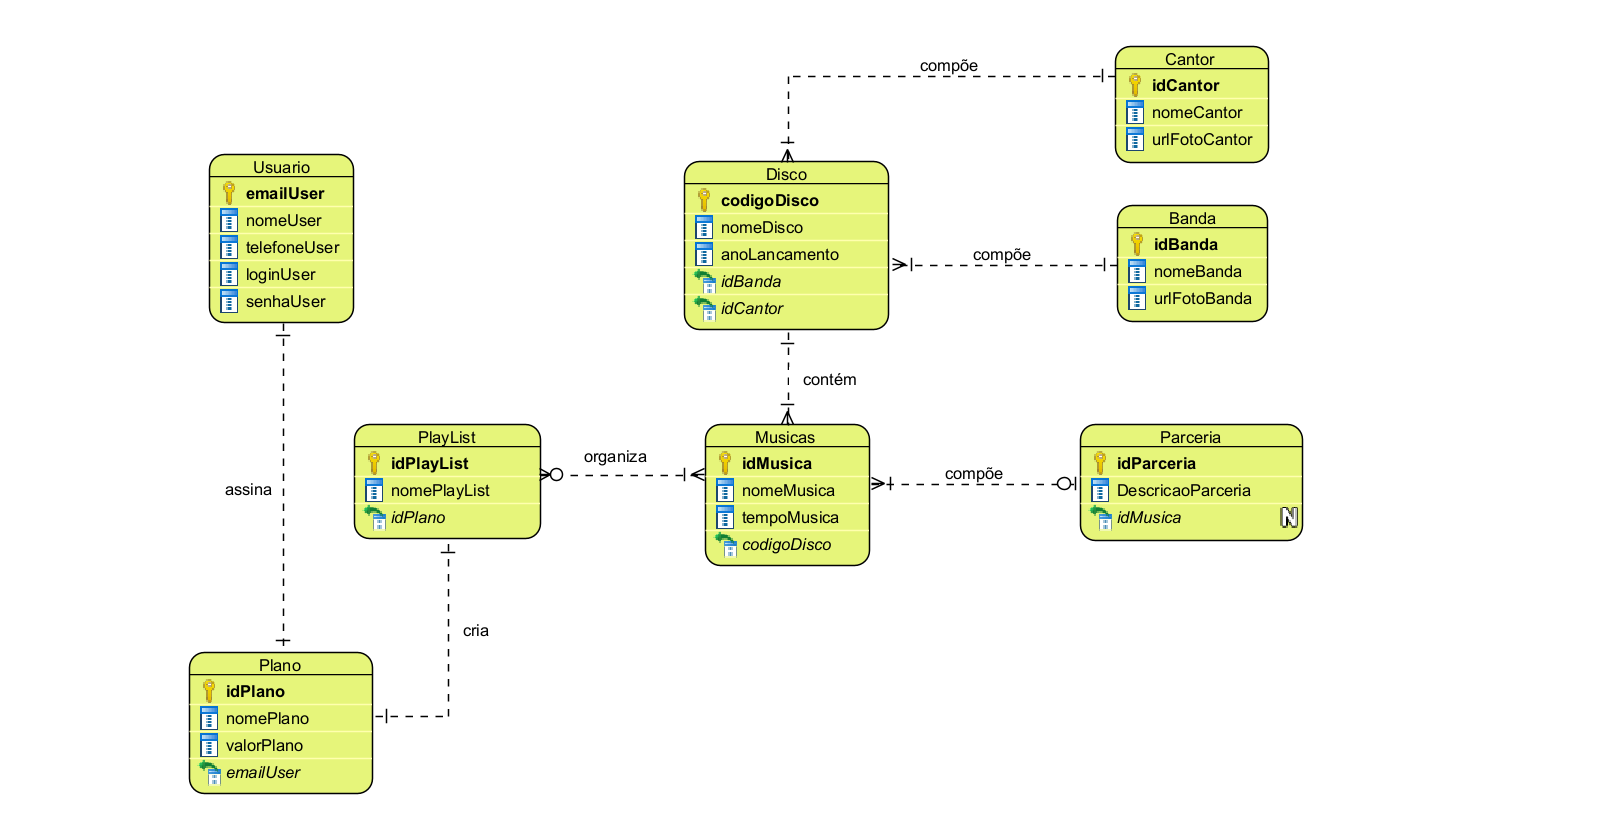 compõe
Cantor
idCantor
nomeCantor
urlFotoCantor
Usuario
emailUser
nomeUser
telefoneUser
loginUser
senhaUser
Disco
codigoDisco
nomeDisco
anoLancamento
idBanda
idCantor
compõe
Banda
idBanda
nomeBanda
urlFotoBanda
contém
assina
PlayList
idPlayList
nomePlayList
idPlano
organiza
Musicas
idMusica
nomeMusica
tempoMusica
codigoDisco
compõe
Parceria
idParceria
DescricaoParceria
idMusica
N
cria
Plano
idPlano
nomePlano
valorPlano
emailUser